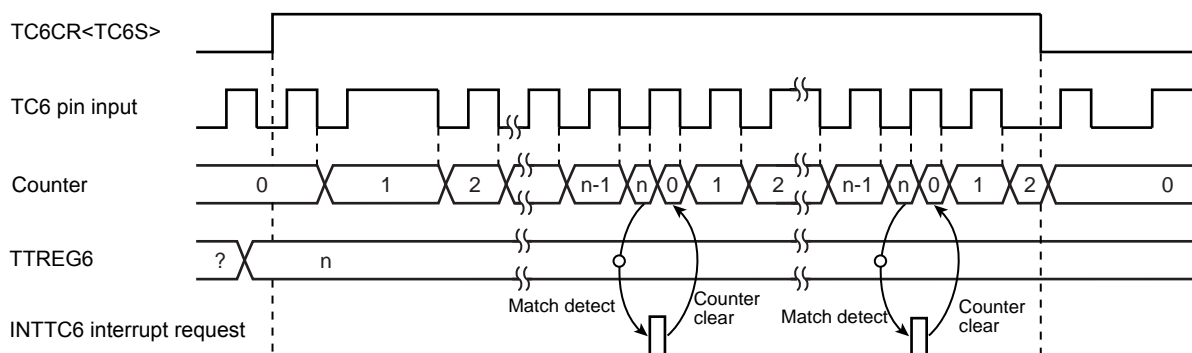 TC6CR<TC6S>
TC6 pin input
Counter
0
1
2
n-1
n
0
1
2
n-1
n
0
1
2
0
TTREG6
?
n
Match detect
Counter
clear
Match detect
Counter
clear
INTTC6 interrupt request